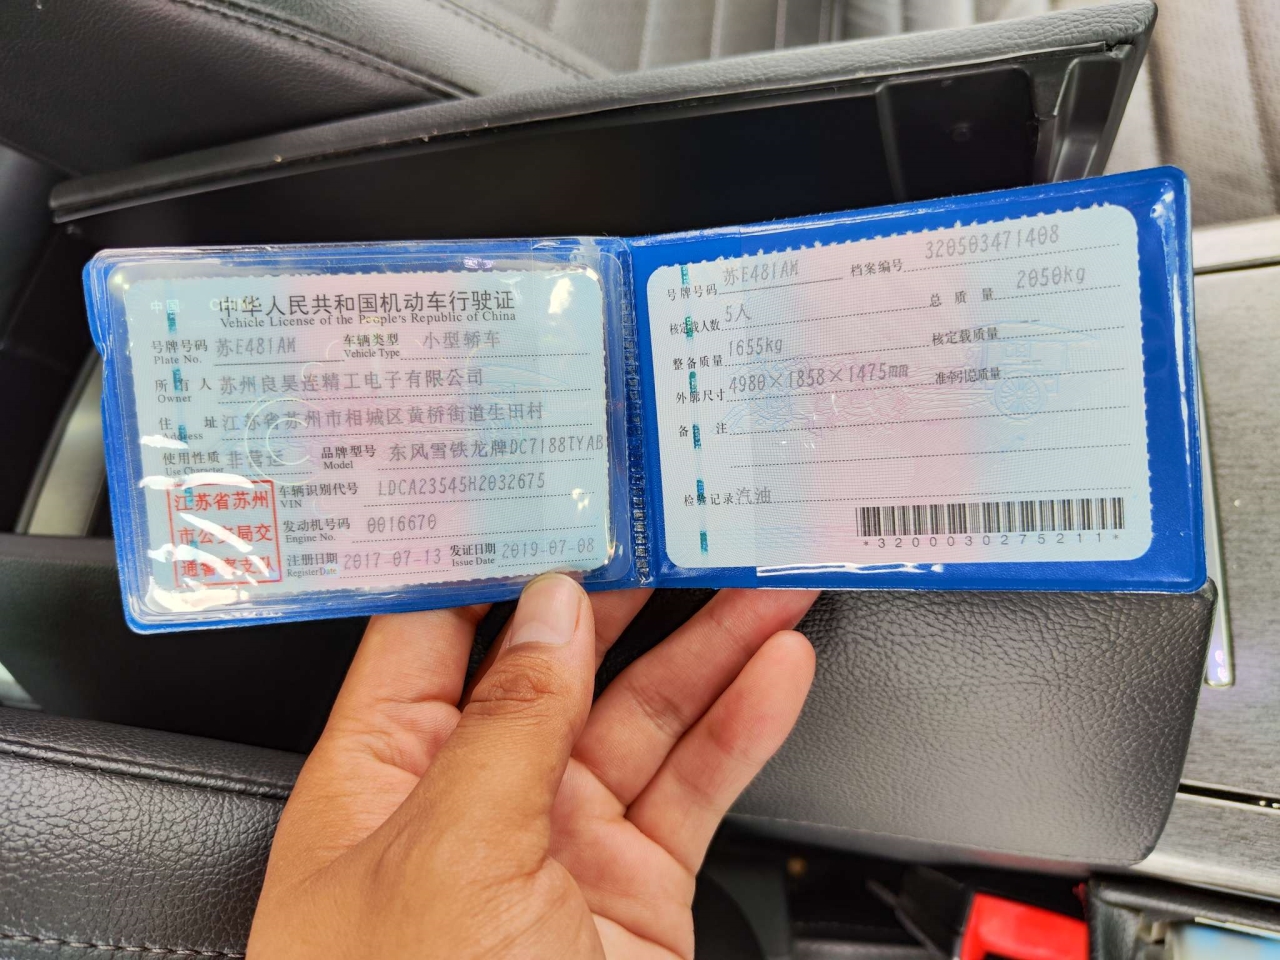 中华人民共和国机动车行驶证
Vehicle License of the People's Republic of China
号牌号码 苏E481AM 车辆类型 小型轿车
Plate No. Vehicle Type
所有人 苏州良昊连精工电子有限公司
Owner
住址 江苏省苏州市相城区黄桥街道生田村
Address
使用性质 非营运 品牌型号 东风雪铁龙牌DC7188TYAB
Use Character Model
江苏省苏州
市公安局交
通警察支队
车辆识别代号 LDCA23545H2032675
VIN
发动机号码 0016670
Engine No.
注册日期 2017-07-13 发证日期 2019-07-08
Register Date Issue Date
号牌号码 苏E481AM 档案编号 320503471408
核定载人数 5人 总质量 2050kg
整备质量 1655kg 核定载质量
外廓尺寸 4980×1858×1475mm 准牵引总质量
备注
检验记录 汽油
*3200030275211*